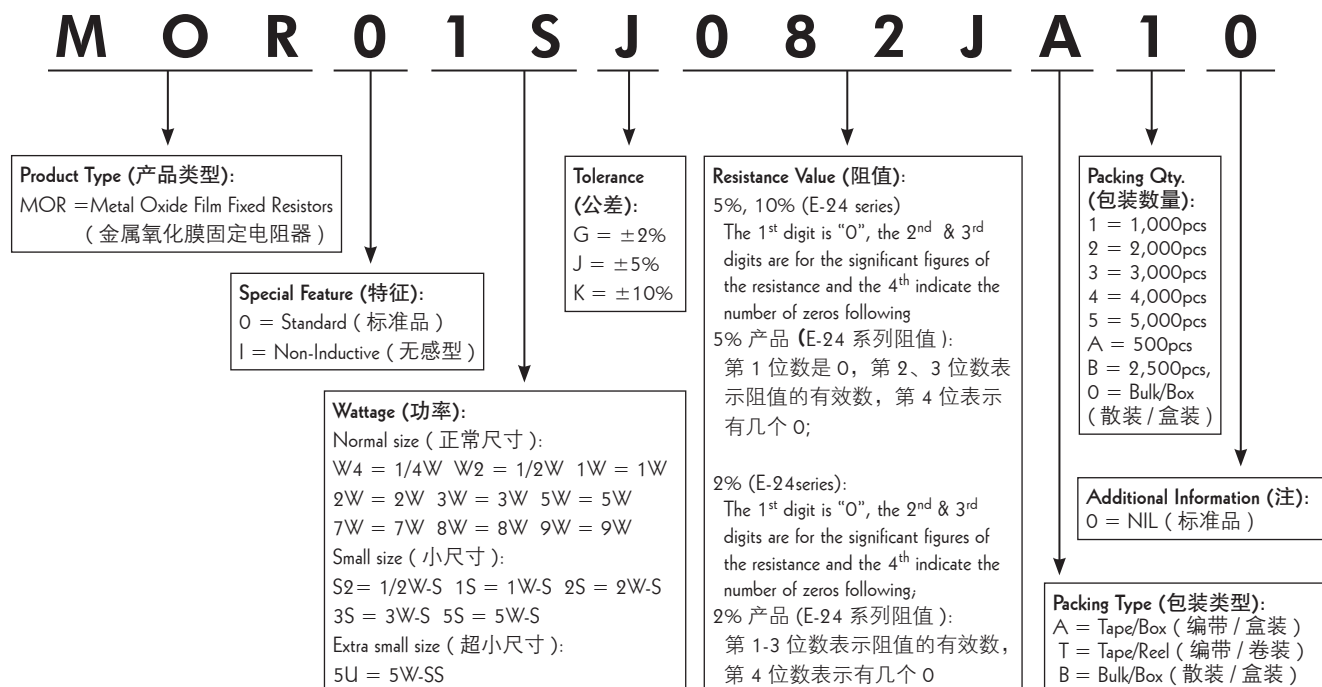 M O R 0 1 S J 0 8 2 J A 1 0
Product Type (产品类型):
MOR =Metal Oxide Film Fixed Resistors
( 金属氧化膜固定电阻器 )
Special Feature (特征):
0 = Standard ( 标准品 )
I = Non-Inductive ( 无感型 )
Wattage (功率):
Normal size ( 正常尺寸 ):
W4 = 1/4W W2 = 1/2W 1W = 1W
2W = 2W 3W = 3W 5W = 5W
7W = 7W 8W = 8W 9W = 9W
Small size ( 小尺寸 ):
S2= 1/2W-S 1S = 1W-S 2S = 2W-S
3S = 3W-S 5S = 5W-S
Extra small size ( 超小尺寸 ):
5U = 5W-SS
Tolerance
(公差):
G = ±2%
J = ±5%
K = ±10%
Resistance Value (阻值):
5%, 10% (E-24 series)
The 1st digit is “0”, the 2nd & 3rd
digits are for the significant figures of
the resistance and the 4th indicate the
number of zeros following
5% 产品 (E-24 系列阻值 ):
第 1 位数是 0，第 2、3 位数表
示阻值的有效数，第 4 位表示
有几个 0;
2% (E-24series):
The 1st digit is “0”, the 2nd & 3rd
digits are for the significant figures of
the resistance and the 4th indicate the
number of zeros following;
2% 产品 (E-24 系列阻值 ):
第 1-3 位数表示阻值的有效数，
第 4 位数表示有几个 0
Packing Qty.
(包装数量):
1 = 1,000pcs
2 = 2,000pcs
3 = 3,000pcs
4 = 4,000pcs
5 = 5,000pcs
A = 500pcs
B = 2,500pcs,
0 = Bulk/Box
( 散装 / 盒装 )
Additional Information (注):
0 = NIL ( 标准品 )
Packing Type (包装类型):
A = Tape/Box ( 编带 / 盒装 )
T = Tape/Reel ( 编带 / 卷装 )
B = Bulk/Box ( 散装 / 盒装 )